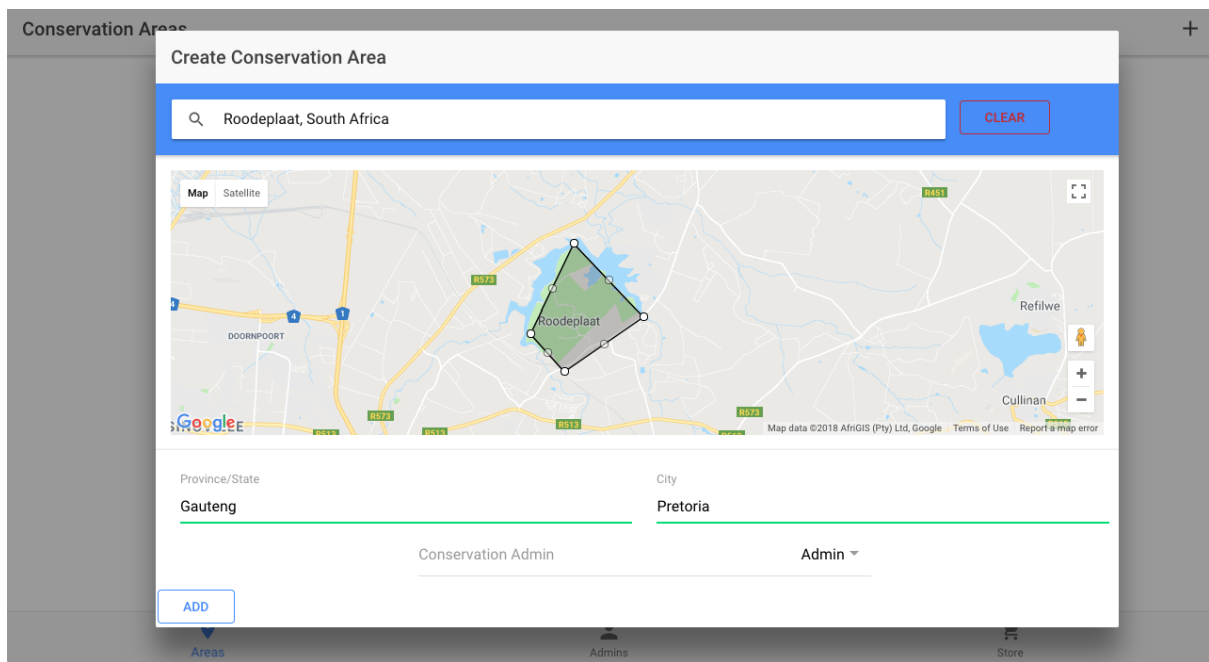 Conservation Areas
+
Create Conservation Area
Roodeplaat, South Africa
CLEAR
Map Satellite
R451
R573
Refilwe
4
4
1
Roodeplaat
DOORNPOORT
+
Cullinan
−
R573
R573
R513
Google
R513
R513
Map data ©2018 AfriGIS (Pty) Ltd, Google Terms of Use Report a map error
Province/State City
Gauteng Pretoria
Conservation Admin Admin
ADD
Areas Admins Store